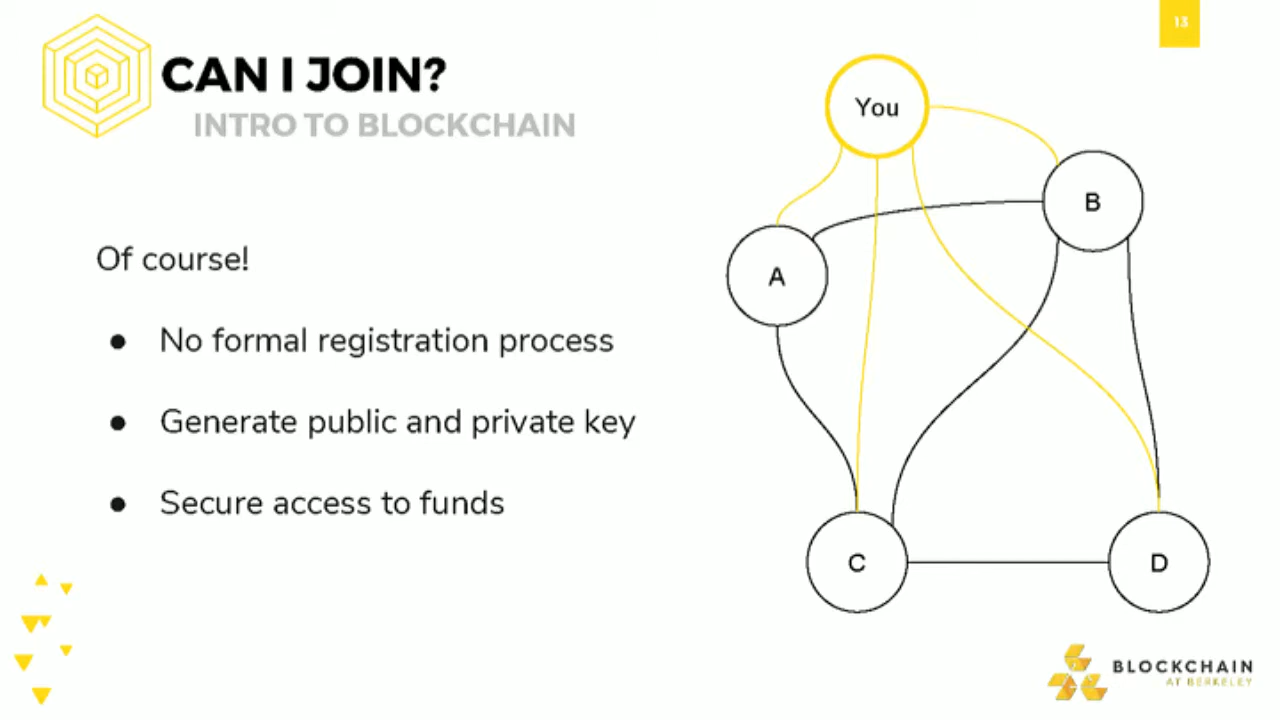 13
CAN I JOIN?
INTRO TO BLOCKCHAIN
Of course!
● No formal registration process
● Generate public and private key
● Secure access to funds
You
B
A
C
D
BLOCKCHAIN
AT BERKELEY